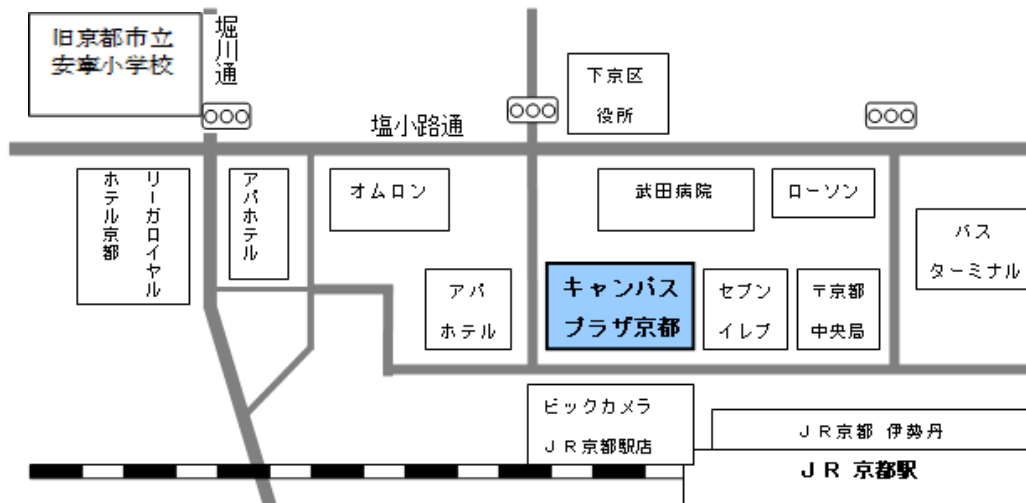 旧京都市立
安寧小学校
堀川通
塩小路通
下京区
役所
リーガロイヤル
ホテル京都
アパホテル
オムロン
武田病院
ローソン
バス
ターミナル
アパ
ホテル
キャンパス
プラザ京都
セブン
イレブ
〒京都
中央局
ビックカメラ
ＪＲ京都駅店
ＪＲ京都 伊勢丹
ＪＲ 京都駅